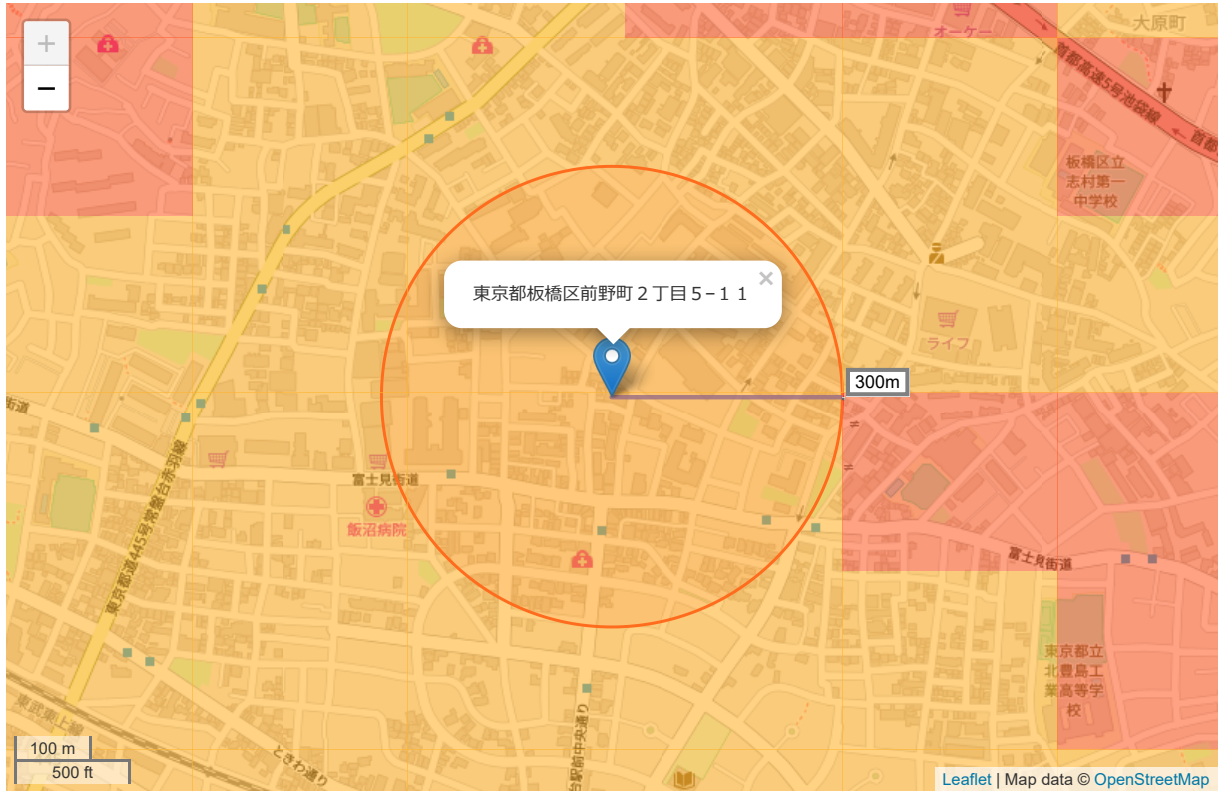 +
−
オーケー
大原町
首都高速5号池袋線
首都
板橋区立
志村第一
中学校
×
東京都板橋区前野町２丁目５−１１
ライフ
300m
街道
富士見街道
飯沼病院
東京都道445号常盤台赤羽線
富士見街道
東京都立
北豊島工
業高等学
校
東武東上線
ときわ通り
台駅前中央通り
100 m
500 ft
Leaflet | Map data © OpenStreetMap